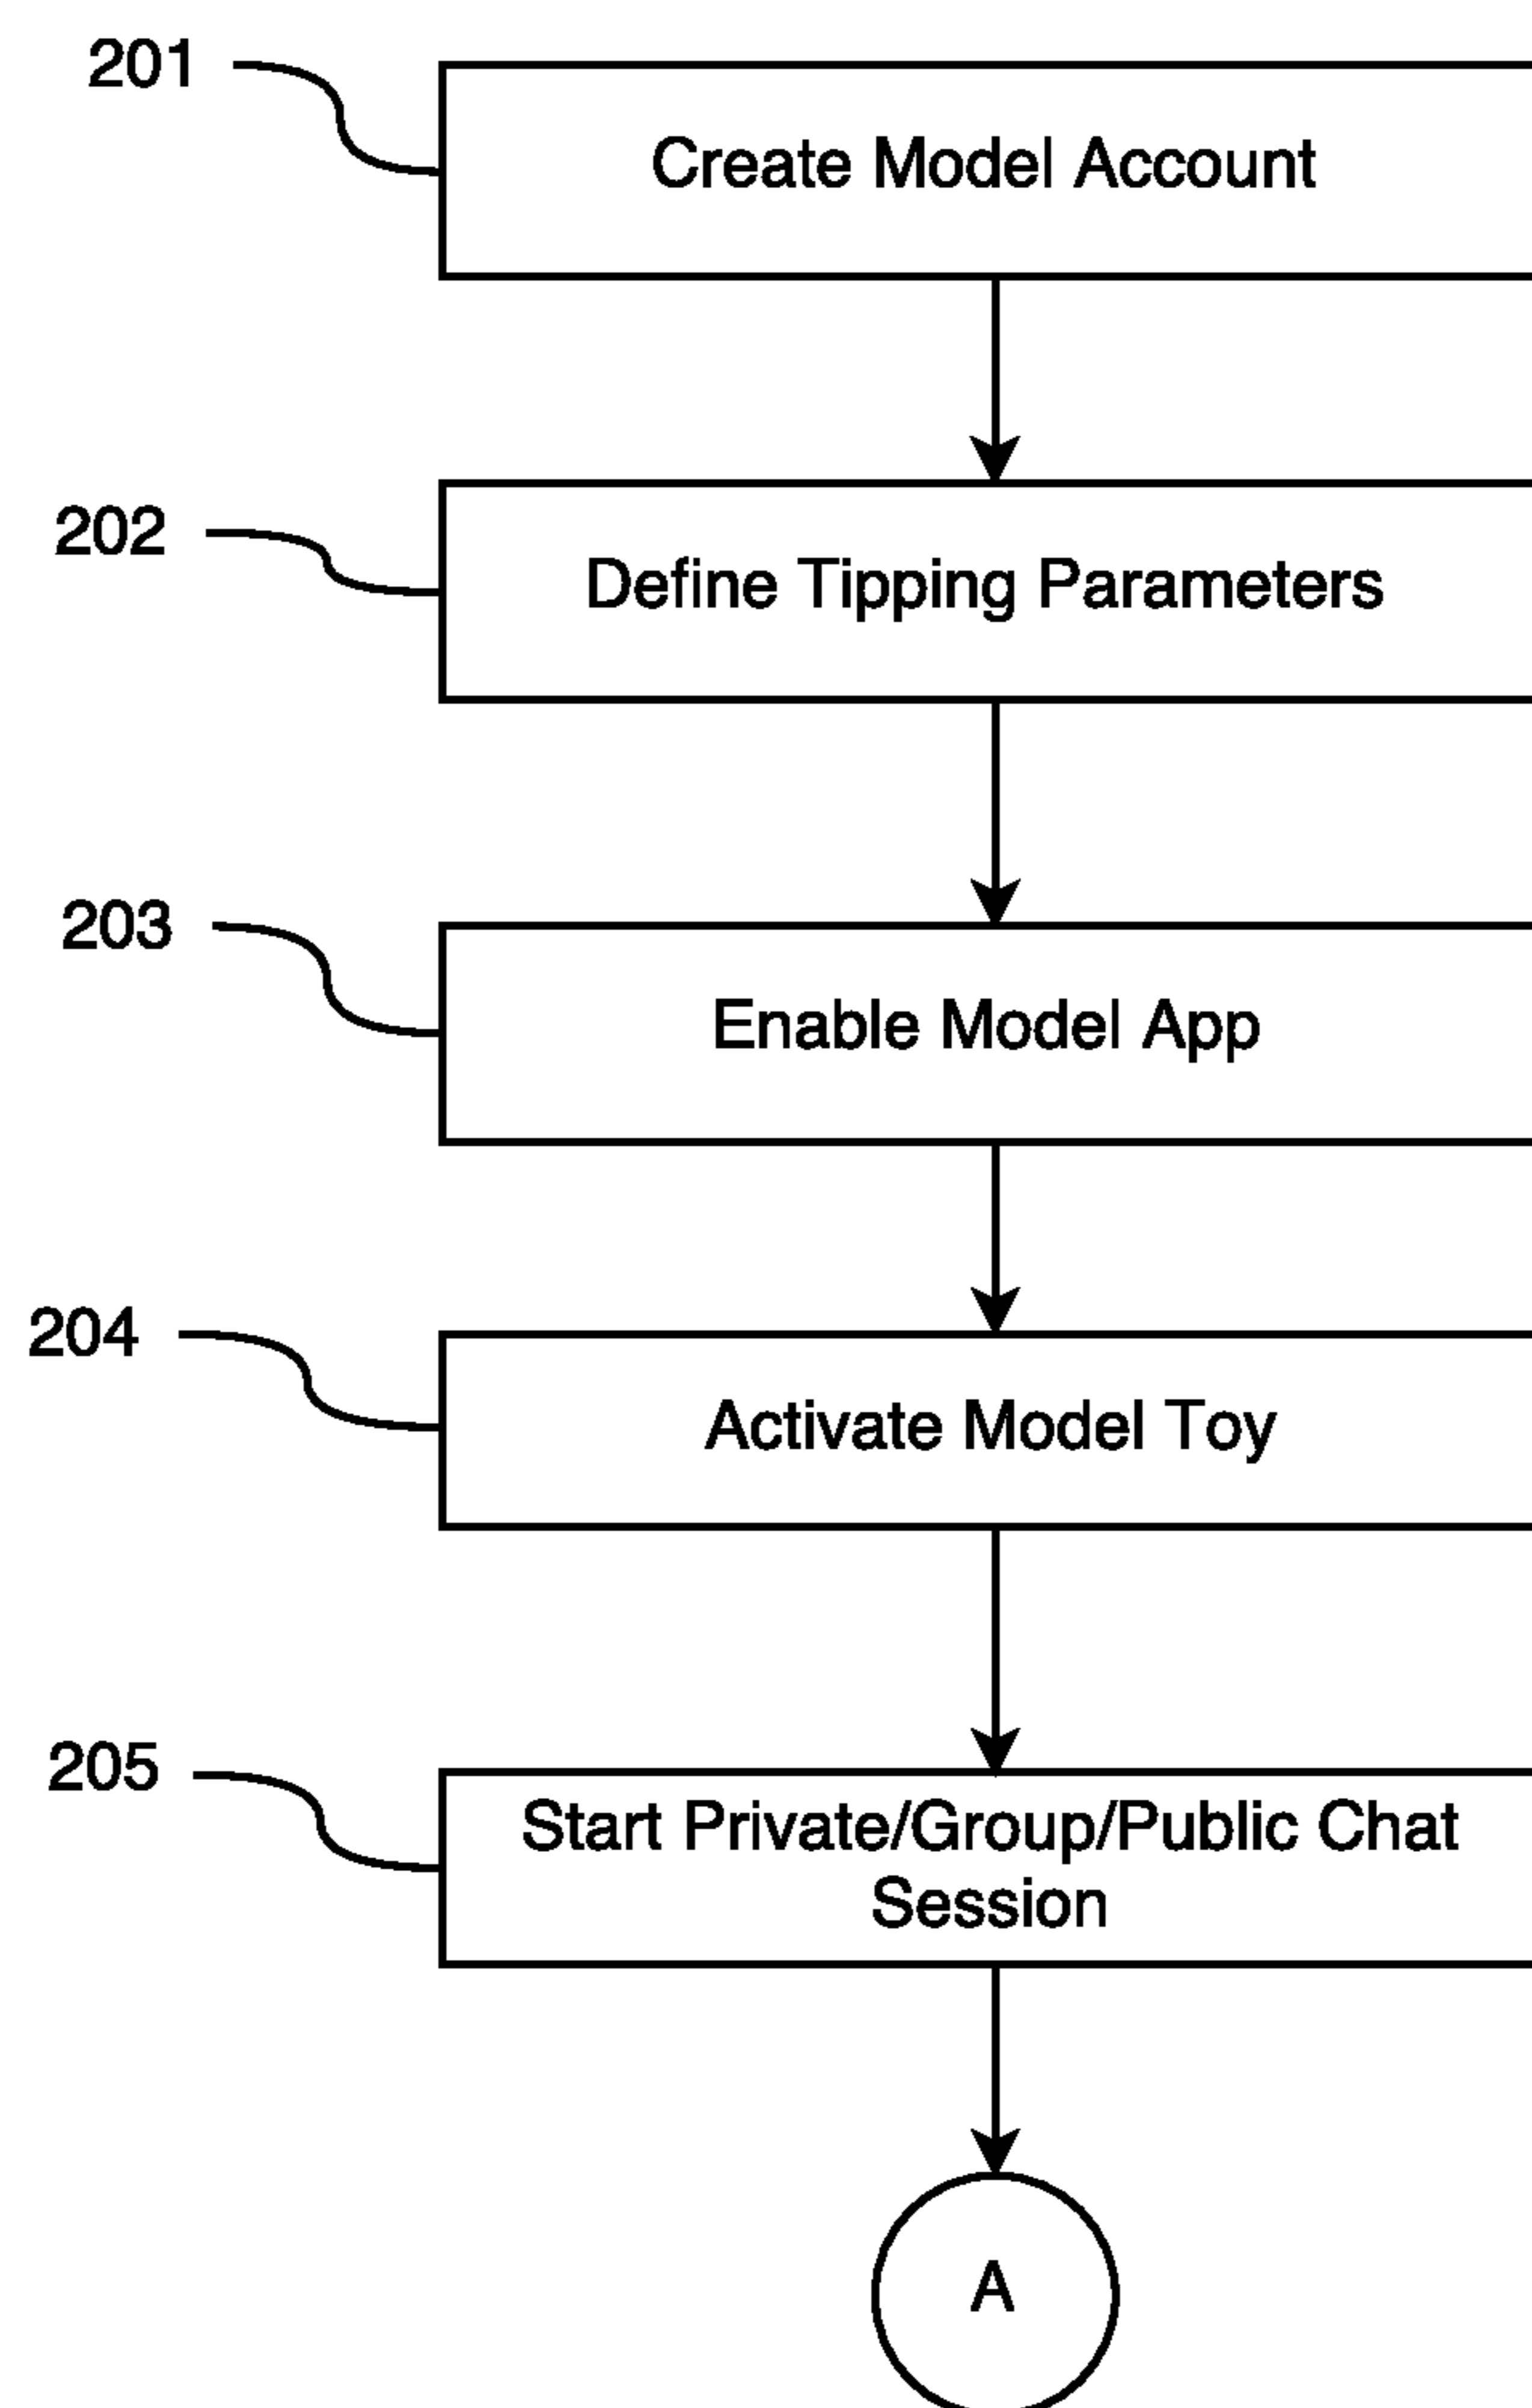 201
Create Model Account
202
Define Tipping Parameters
203
Enable Model App
204
Activate Model Toy
205
Start Private/Group/Public Chat
Session
A